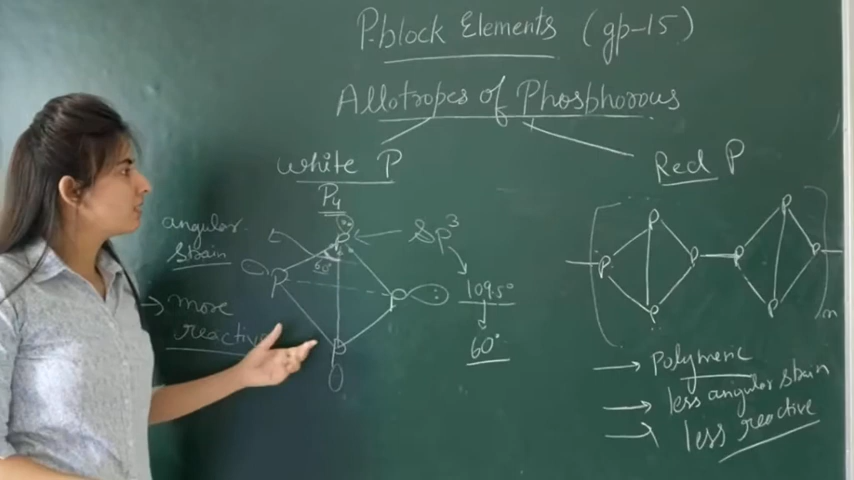 P-block Elements (gp-15)
Allotropes of Phosphorous
White P
P4
angular
strain
→ more
reactive
sp³
109.5°
60°
60°
P
P
P
P
Red P
P
P
P
P
P
P
P
P
n
→ Polymeric
→ less angular strain
→ less reactive